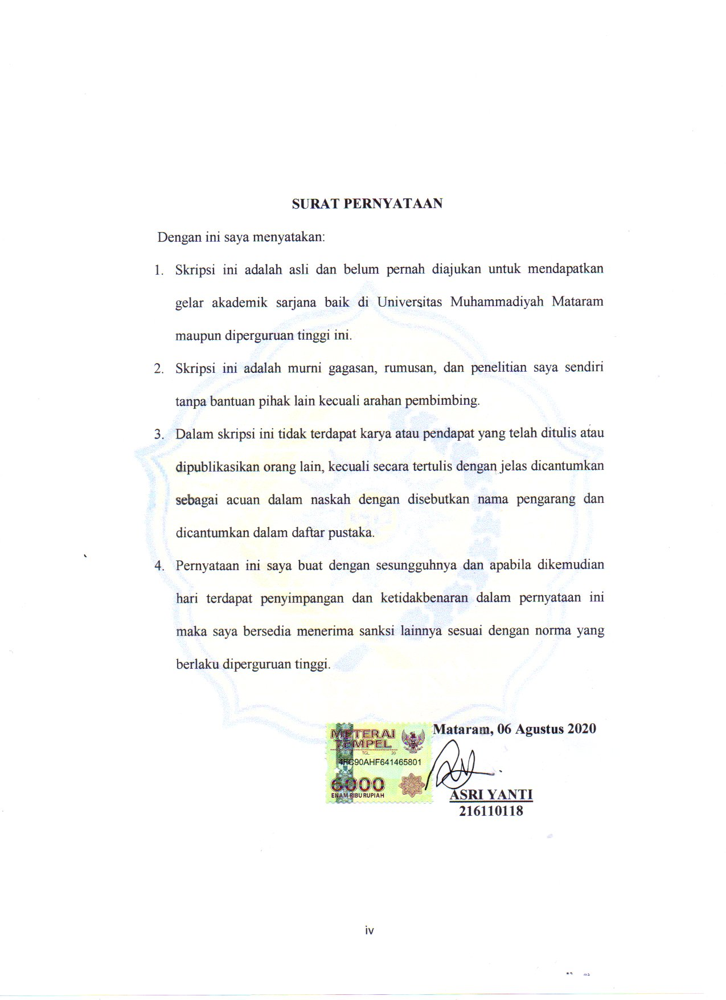 SURAT PERNYATAAN
Dengan ini saya menyatakan:
1. Skripsi ini adalah asli dan belum pernah diajukan untuk mendapatkan
gelar akademik sarjana baik di Universitas Muhammadiyah Mataram
maupun diperguruan tinggi ini.
2. Skripsi ini adalah murni gagasan, rumusan, dan penelitian saya sendiri
tanpa bantuan pihak lain kecuali arahan pembimbing.
3. Dalam skripsi ini tidak terdapat karya atau pendapat yang telah ditulis atau
dipublikasikan orang lain, kecuali secara tertulis dengan jelas dicantumkan
sebagai acuan dalam naskah dengan disebutkan nama pengarang dan
dicantumkan dalam daftar pustaka.
4. Pernyataan ini saya buat dengan sesungguhnya dan apabila dikemudian
hari terdapat penyimpangan dan ketidakbenaran dalam pernyataan ini
maka saya bersedia menerima sanksi lainnya sesuai dengan norma yang
berlaku diperguruan tinggi.
Mataram, 06 Agustus 2020
METERAI
TEMPEL
TGL 20
4FC90AHF641465801
6000
ENAM RIBU RUPIAH
ASRI YANTI
216110118
iv